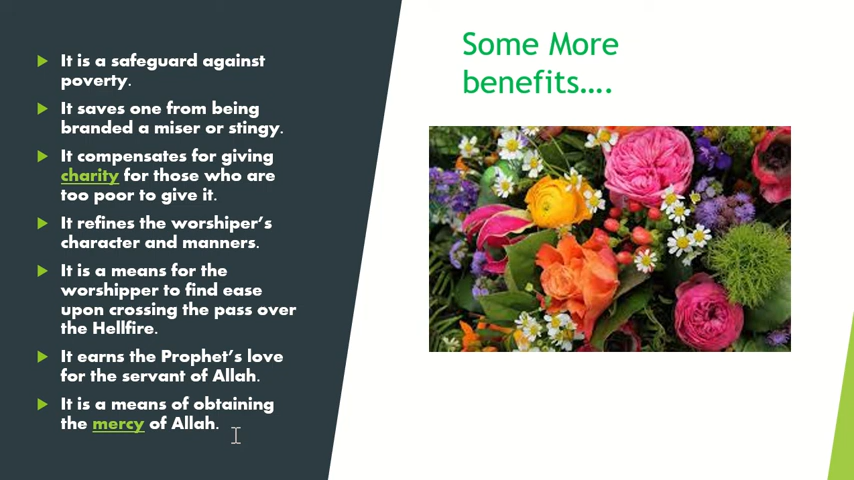 Some More
benefits....
It is a safeguard against
poverty.
It saves one from being
branded a miser or stingy.
It compensates for giving
charity for those who are
too poor to give it.
It refines the worshiper's
character and manners.
It is a means for the
worshipper to find ease
upon crossing the pass over
the Hellfire.
It earns the Prophet's love
for the servant of Allah.
It is a means of obtaining
the mercy of Allah.